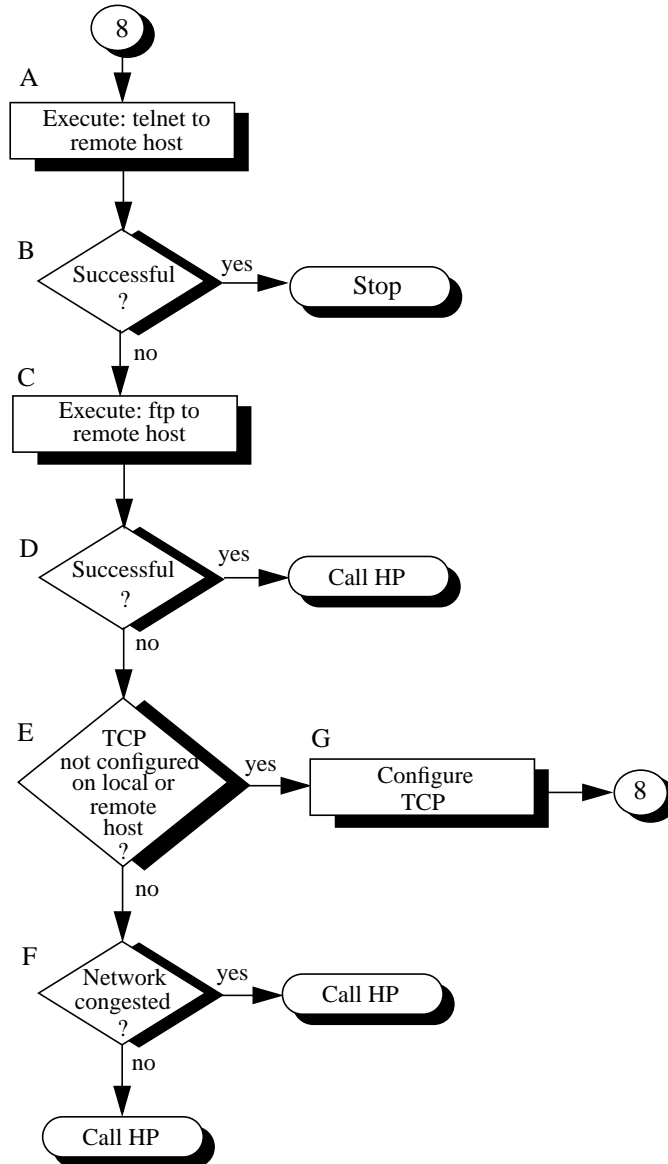 8
A
Execute: telnet to
remote host
B
Successful
?
yes
Stop
no
C
Execute: ftp to
remote host
D
Successful
?
yes
Call HP
no
E
TCP
not configured
on local or
remote
host
?
yes
G
Configure
TCP
8
no
F
Network
congested
?
yes
Call HP
no
Call HP